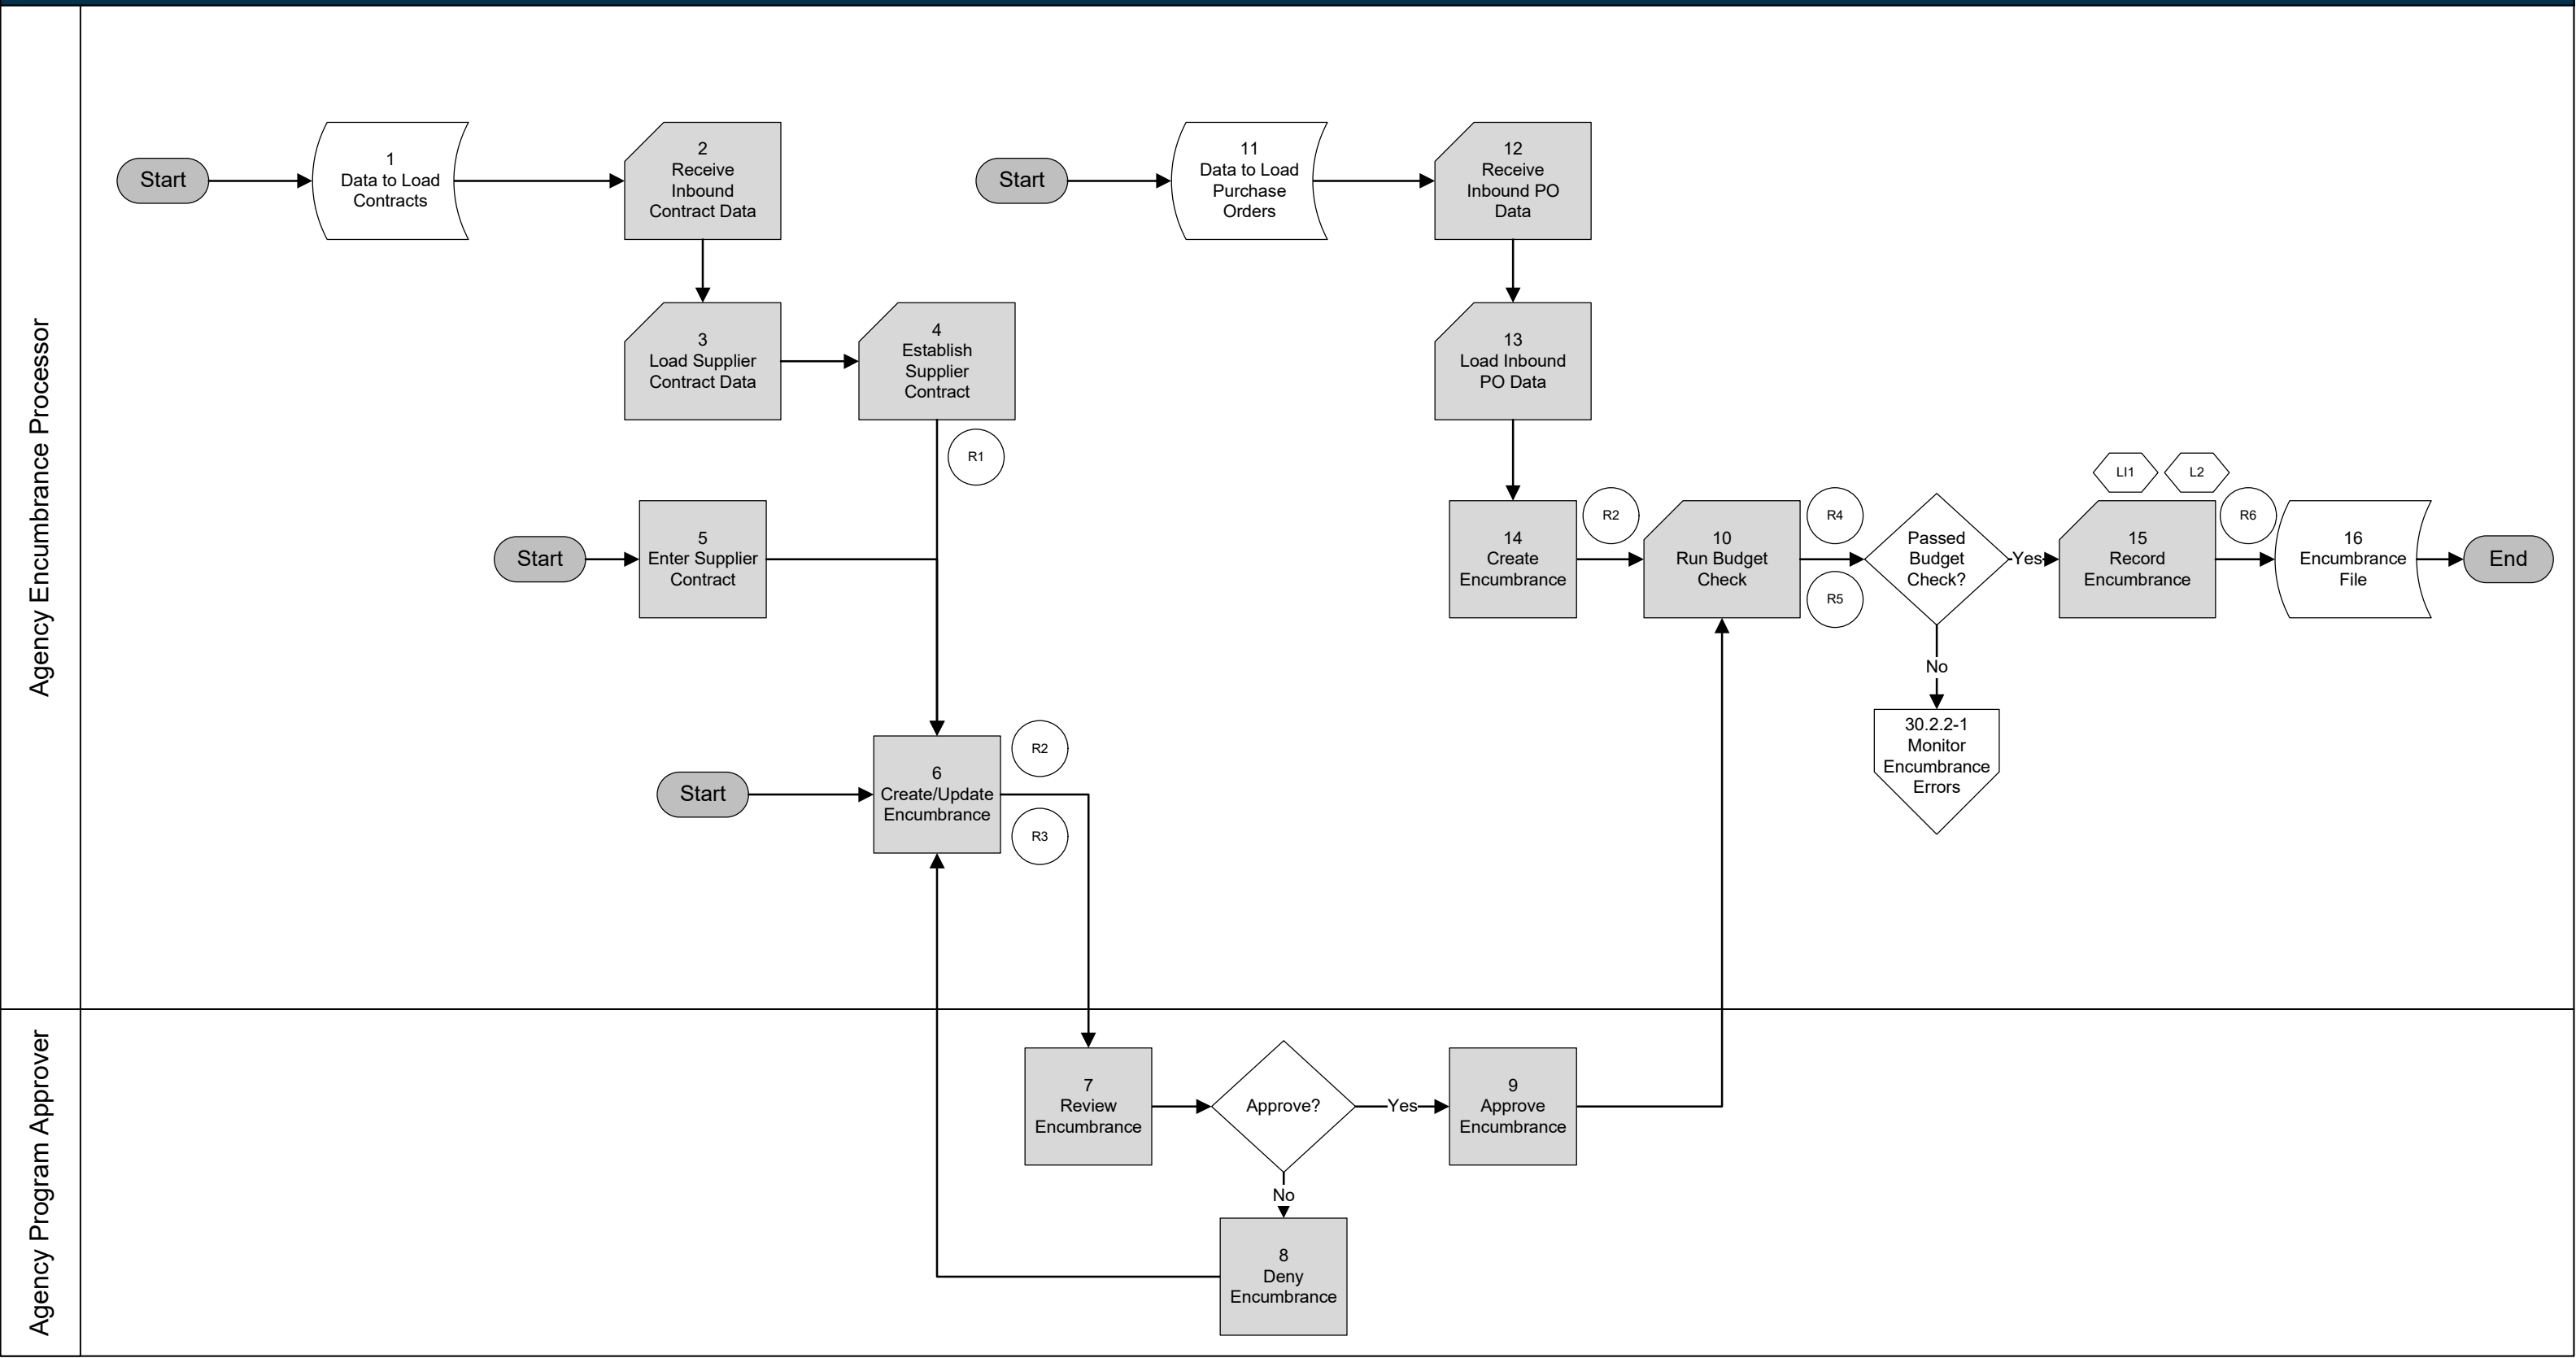 Agency Encumbrance Processor
Start
1
Data to Load
Contracts
2
Receive
Inbound
Contract Data
Start
11
Data to Load
Purchase
Orders
12
Receive
Inbound PO
Data
3
Load Supplier
Contract Data
4
Establish
Supplier
Contract
13
Load Inbound
PO Data
R1
Start
5
Enter Supplier
Contract
14
Create
Encumbrance
R2
10
Run Budget
Check
R4
R5
Passed
Budget
Check?
Yes
LI1
L2
15
Record
Encumbrance
R6
16
Encumbrance
File
End
No
30.2.2-1
Monitor
Encumbrance
Errors
Start
6
Create/Update
Encumbrance
R2
R3
Agency Program Approver
7
Review
Encumbrance
Approve?
Yes
9
Approve
Encumbrance
No
8
Deny
Encumbrance